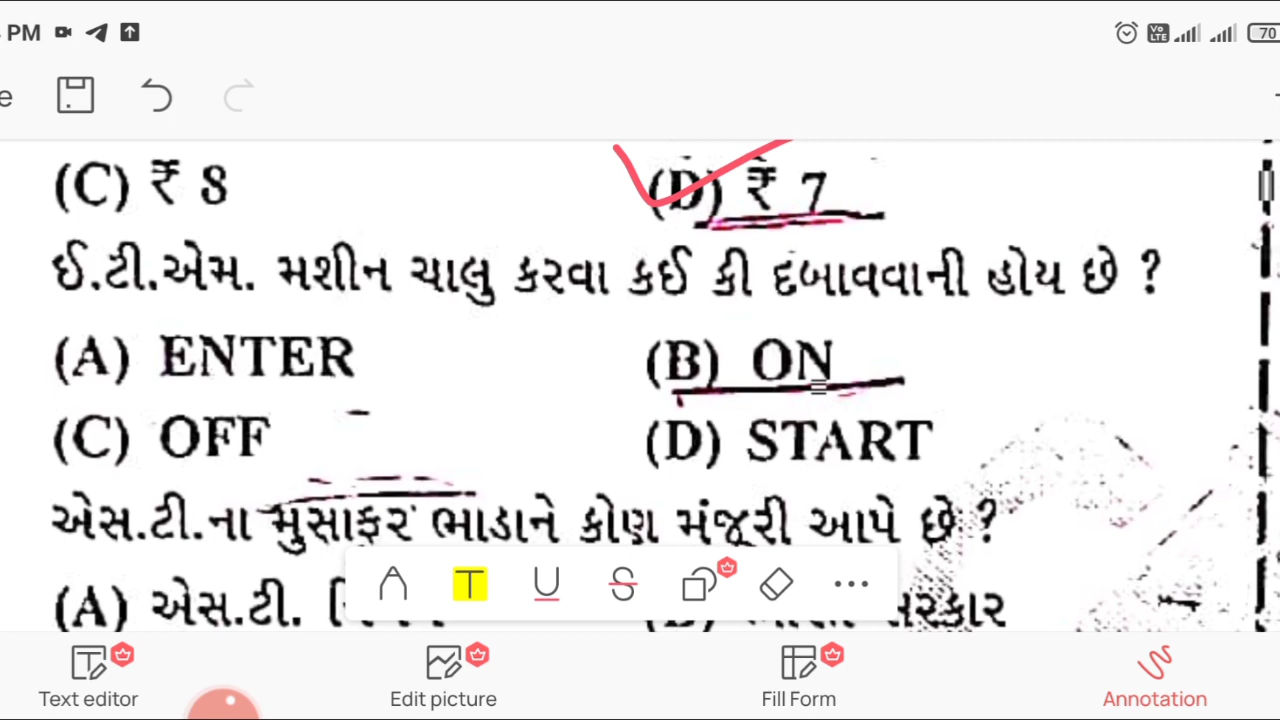 PM 70
e
(C) ₹ 8 (D) ₹ 7
ઈ.ટી.એમ. મશીન ચાલુ કરવા કઈ કી દબાવવાની હોય છે ?
(A) ENTER (B) ON
(C) OFF (D) START
એસ.ટી.ના મુસાફર ભાડાને કોણ મંજૂરી આપે છે ?
(A) એસ.ટી. સરકાર
Text editor Edit picture Fill Form Annotation